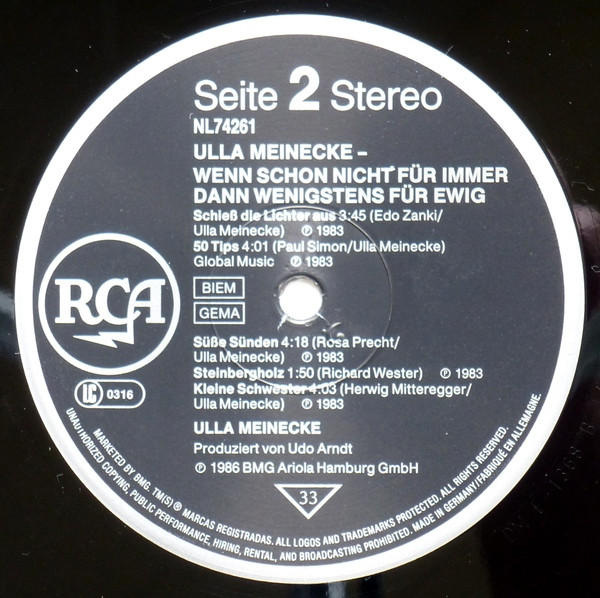 Seite 2 Stereo
NL74261
ULLA MEINECKE –
WENN SCHON NICHT FÜR IMMER
DANN WENIGSTENS FÜR EWIG
Schieß die Lichter aus 3:45 (Edo Zanki/
Ulla Meinecke) ℗ 1983
50 Tips 4:01 (Paul Simon/Ulla Meinecke)
Global Music ℗ 1983
RCA
BIEM
GEMA
Süße Sünden 4:18 (Rosa Precht/
Ulla Meinecke) ℗ 1983
Steinbergholz 1:50 (Richard Wester) ℗ 1983
Kleine Schwester 4:03 (Herwig Mitteregger/
Ulla Meinecke) ℗ 1983
LC 0316
ULLA MEINECKE
Produziert von Udo Arndt
℗ 1986 BMG Ariola Hamburg GmbH
33
MARKETED BY BMG. TM(S) ® MARCAS REGISTRADAS. ALL LOGOS AND TRADEMARKS PROTECTED. ALL RIGHTS RESERVED.
UNAUTHORIZED COPYING, PUBLIC PERFORMANCE, HIRING, RENTAL, AND BROADCASTING PROHIBITED. MADE IN GERMANY/FABRIQUÉ EN ALLEMAGNE.